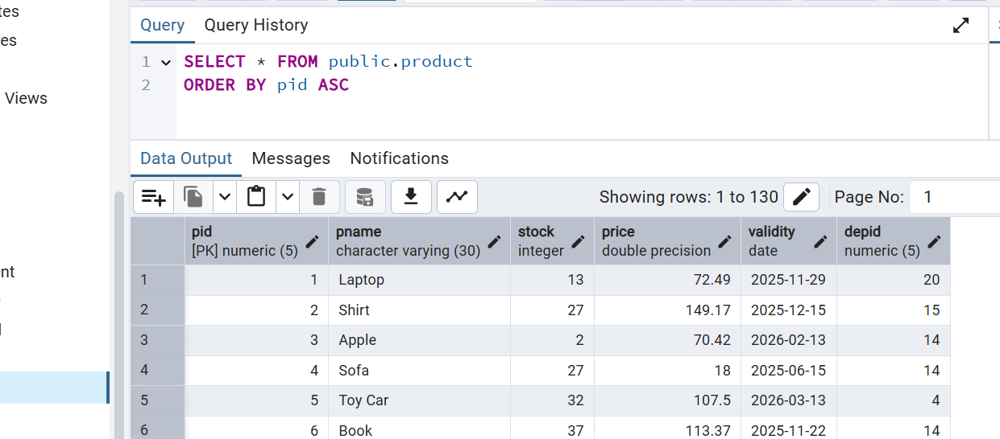 tes
es
Views
nt
Query Query History
1 SELECT * FROM public.product
2 ORDER BY pid ASC
Data Output Messages Notifications
Showing rows: 1 to 130 Page No: 1
pid pname stock price validity depid
[PK] numeric (5) character varying (30) integer double precision date numeric (5)
1 1 Laptop 13 72.49 2025-11-29 20
2 2 Shirt 27 149.17 2025-12-15 15
3 3 Apple 2 70.42 2026-02-13 14
4 4 Sofa 27 18 2025-06-15 14
5 5 Toy Car 32 107.5 2026-03-13 4
6 6 Book 37 113.37 2025-11-22 14